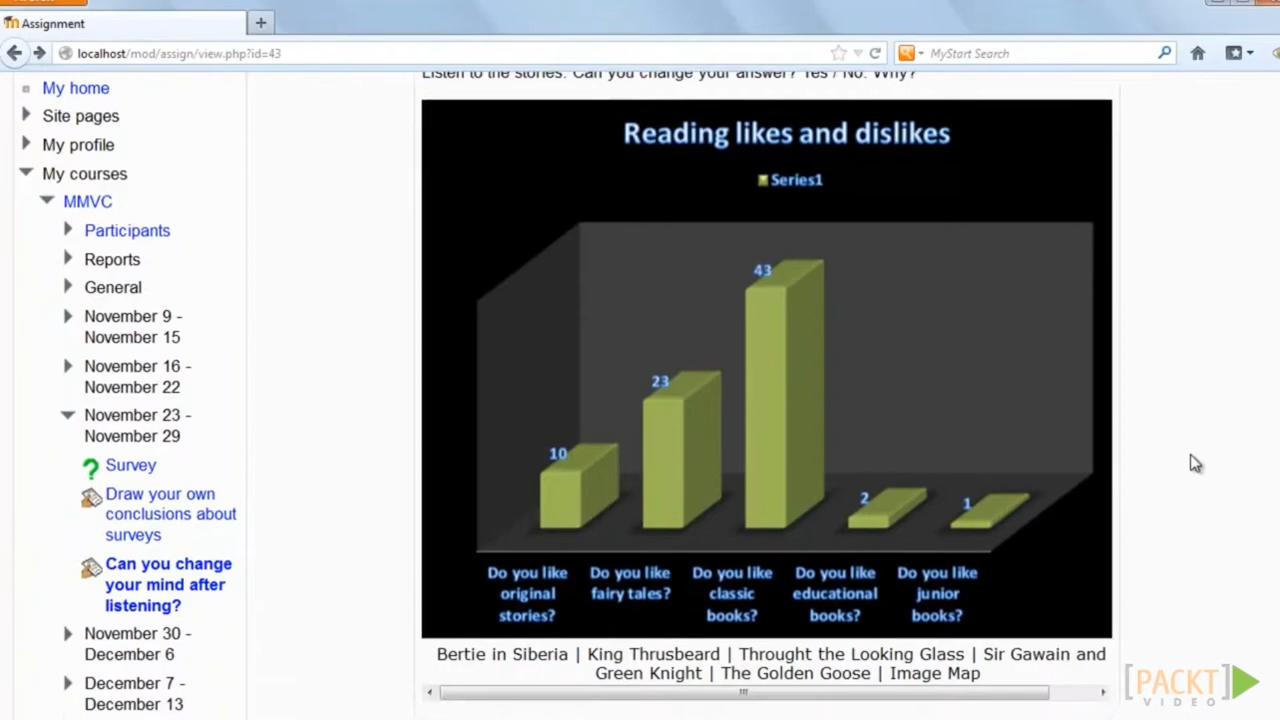 Assignment
localhost/mod/assign/view.php?id=43
MyStart Search
My home
Site pages
My profile
My courses
MMVC
Participants
Reports
General
November 9 -
November 15
November 16 -
November 22
November 23 -
November 29
Survey
Draw your own
conclusions about
surveys
Can you change
your mind after
listening?
November 30 -
December 6
December 7 -
December 13
Listen to the stories. Can you change your answer? Yes / No. Why?
Reading likes and dislikes
Series1
43
23
10
2
1
Do you like
original
stories?
Do you like
fairy tales?
Do you like
classic
books?
Do you like
educational
books?
Do you like
junior
books?
Bertie in Siberia | King Thrusbeard | Throught the Looking Glass | Sir Gawain and
Green Knight | The Golden Goose | Image Map
[PACKT]
VIDEO